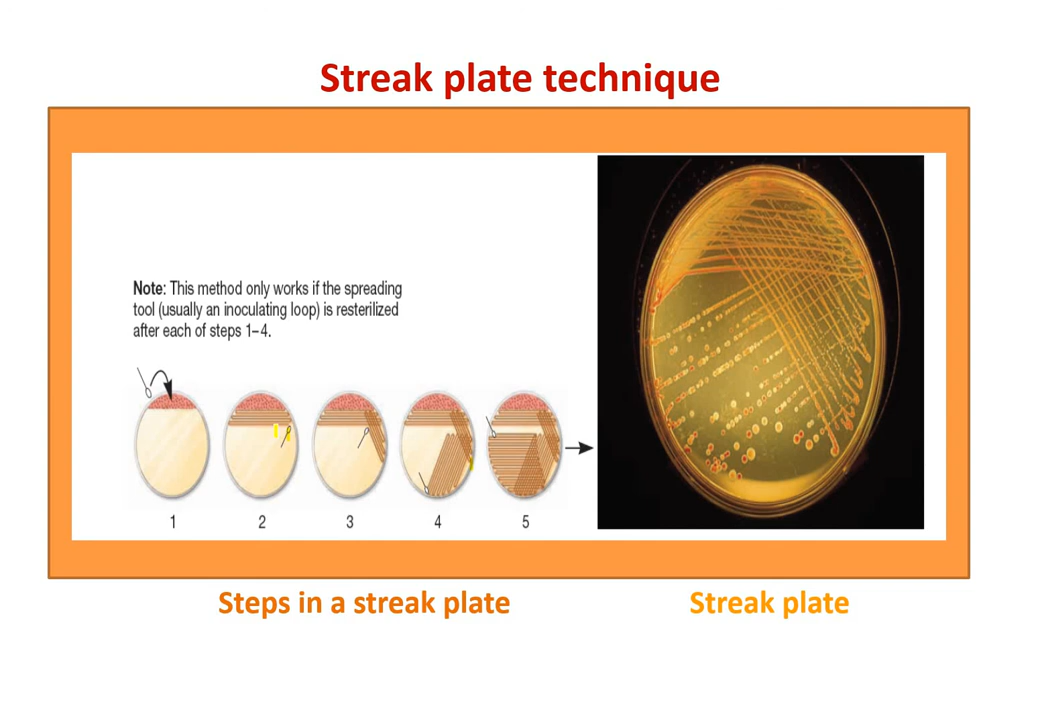 Streak plate technique
Note: This method only works if the spreading
tool (usually an inoculating loop) is resterilized
after each of steps 1–4.
1 2 3 4 5
Steps in a streak plate
Streak plate